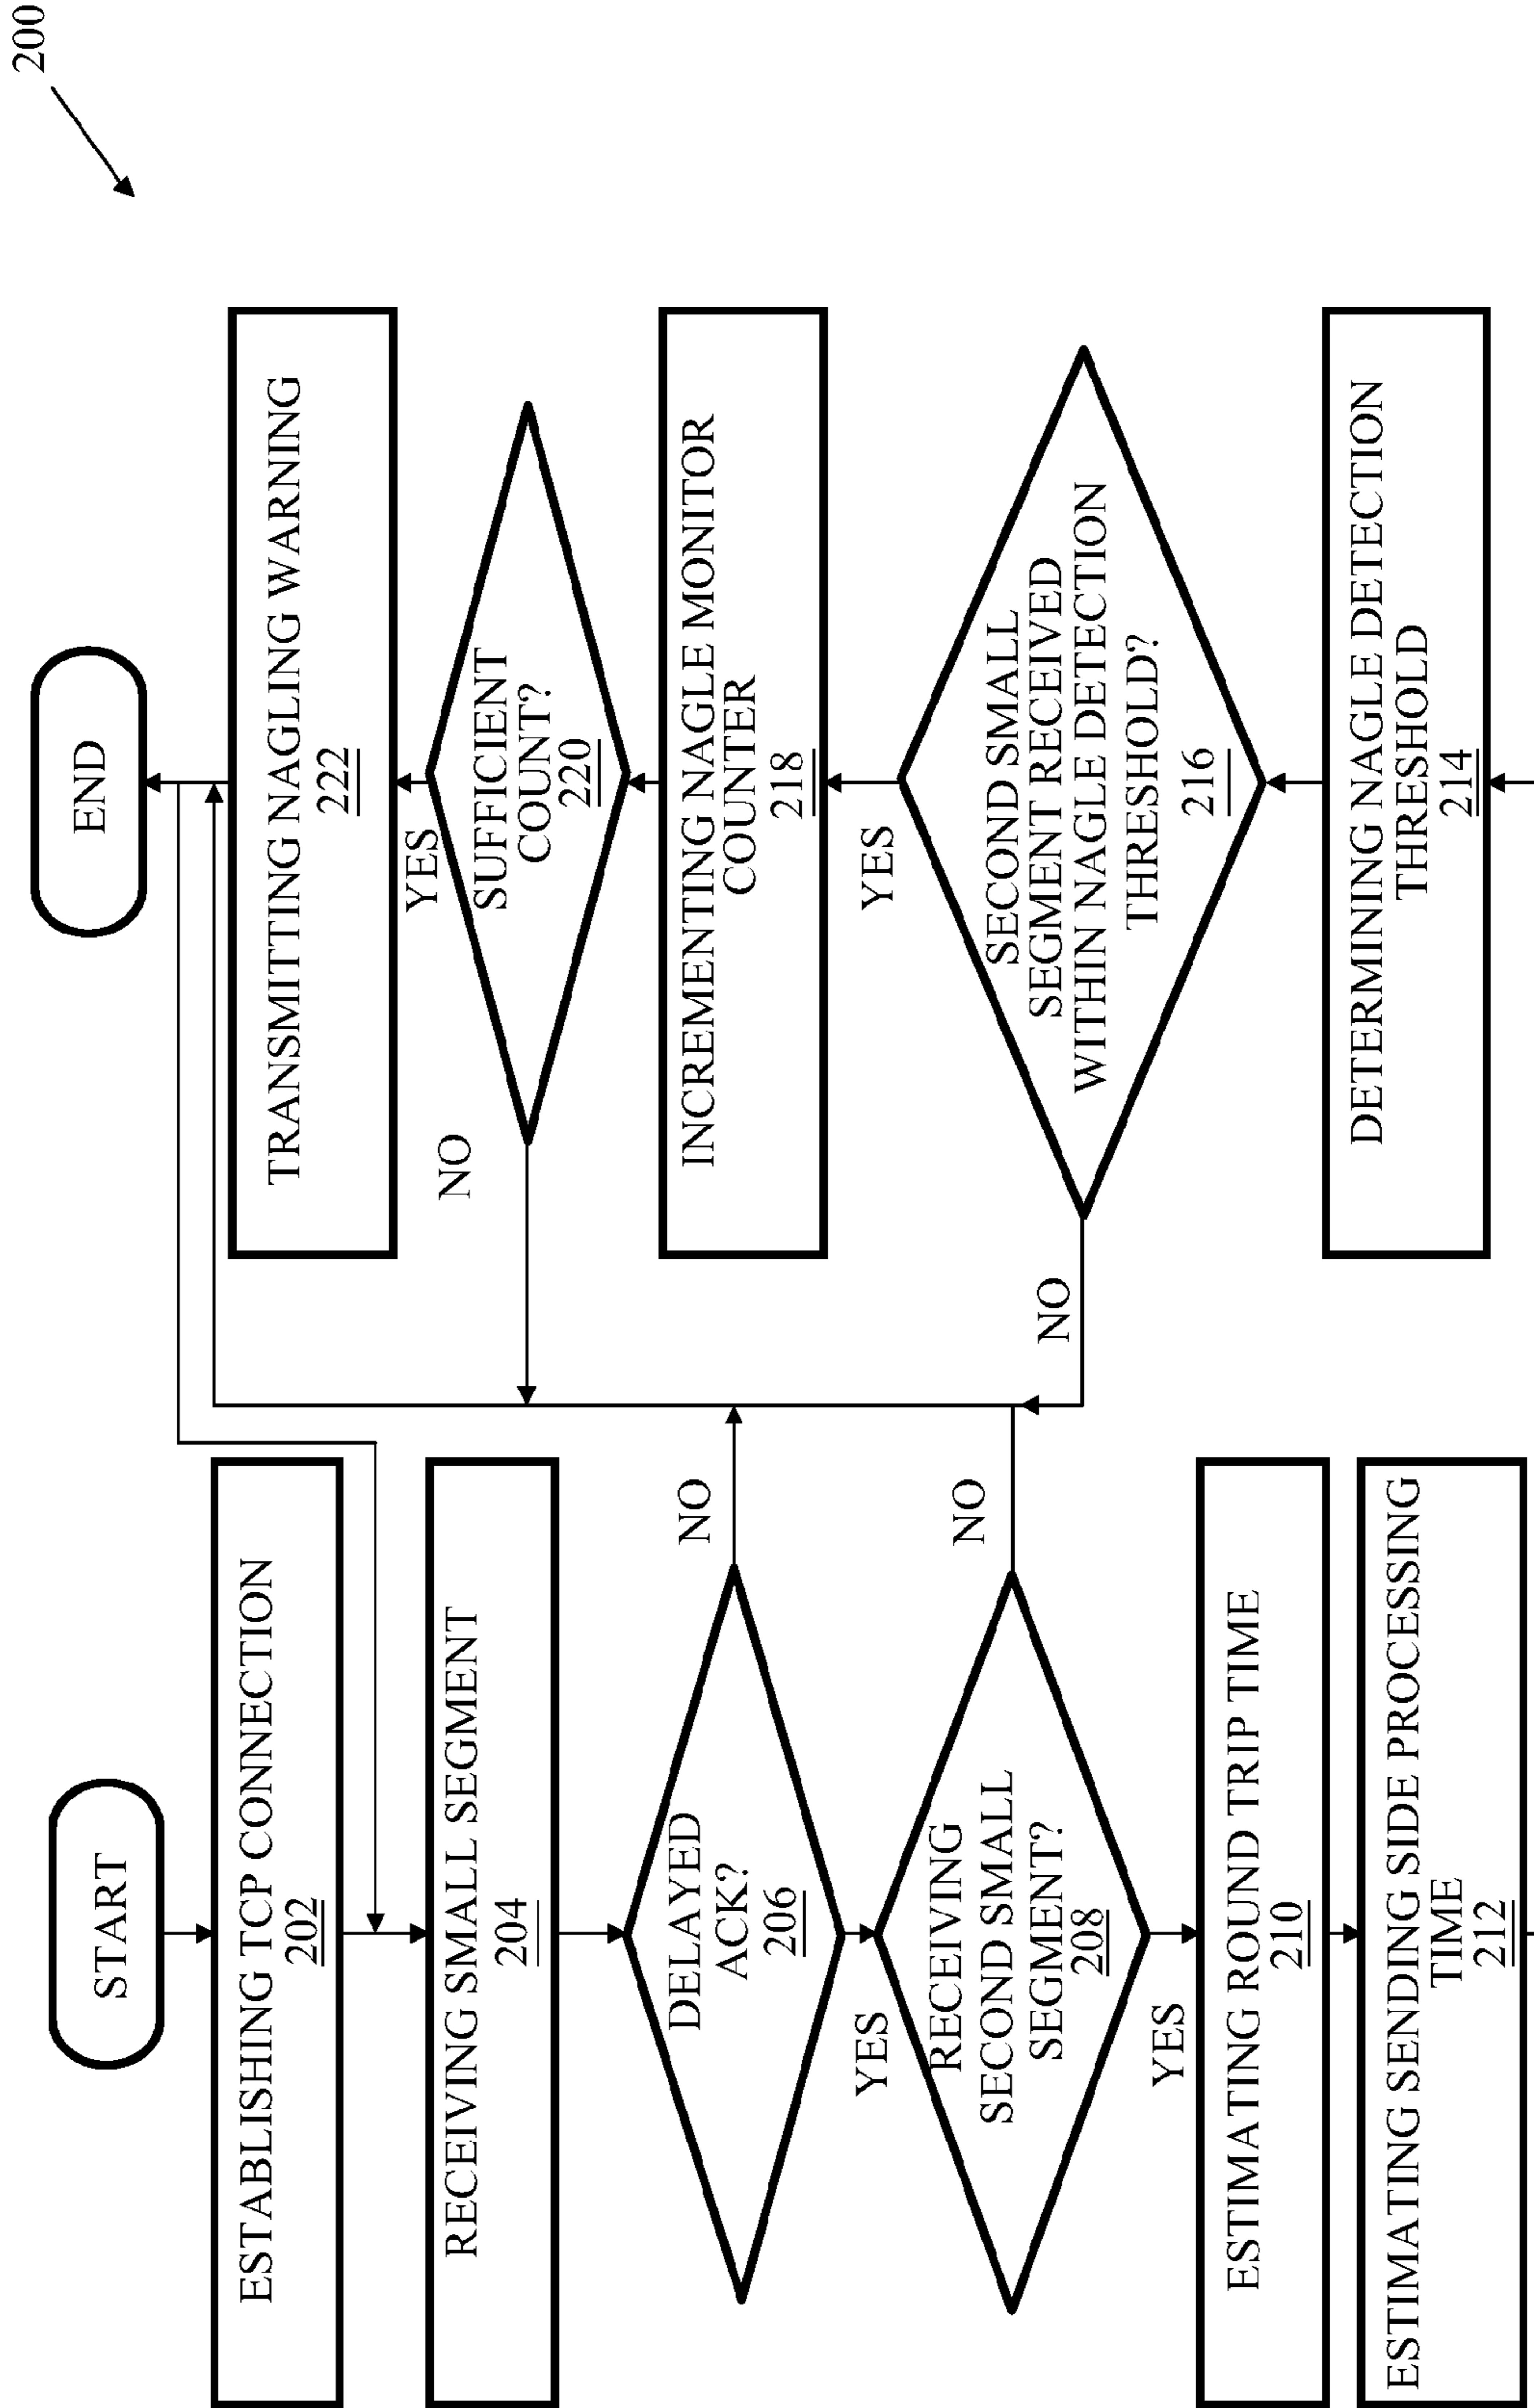 200
START
ESTABLISHING TCP CONNECTION
202
RECEIVING SMALL SEGMENT
204
DELAYED
ACK?
206
NO
YES
RECEIVING
SECOND SMALL
SEGMENT?
208
NO
YES
ESTIMATING ROUND TRIP TIME
210
ESTIMATING SENDING SIDE PROCESSING
TIME
212
DETERMINING NAGLE DETECTION
THRESHOLD
214
SECOND SMALL
SEGMENT RECEIVED
WITHIN NAGLE DETECTION
THRESHOLD?
216
NO
YES
INCREMENTING NAGLE MONITOR
COUNTER
218
SUFFICIENT
COUNT?
220
NO
YES
TRANSMITTING NAGLING WARNING
222
END